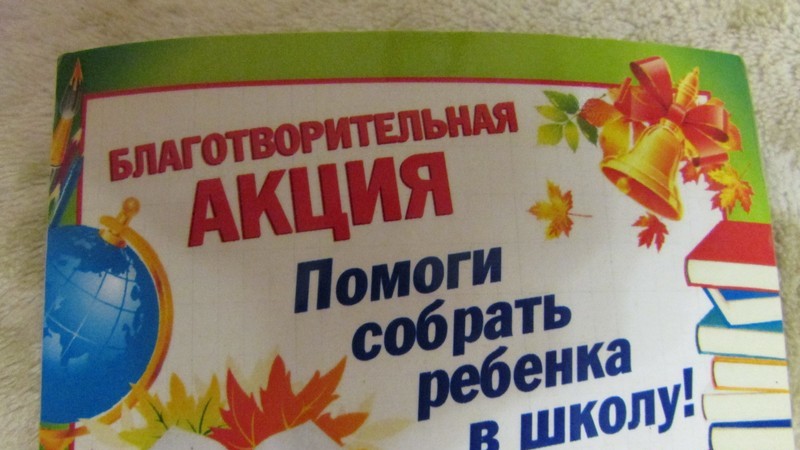 БЛАГОТВОРИТЕЛЬНАЯ
АКЦИЯ
Помоги
собрать
ребенка
в школу!